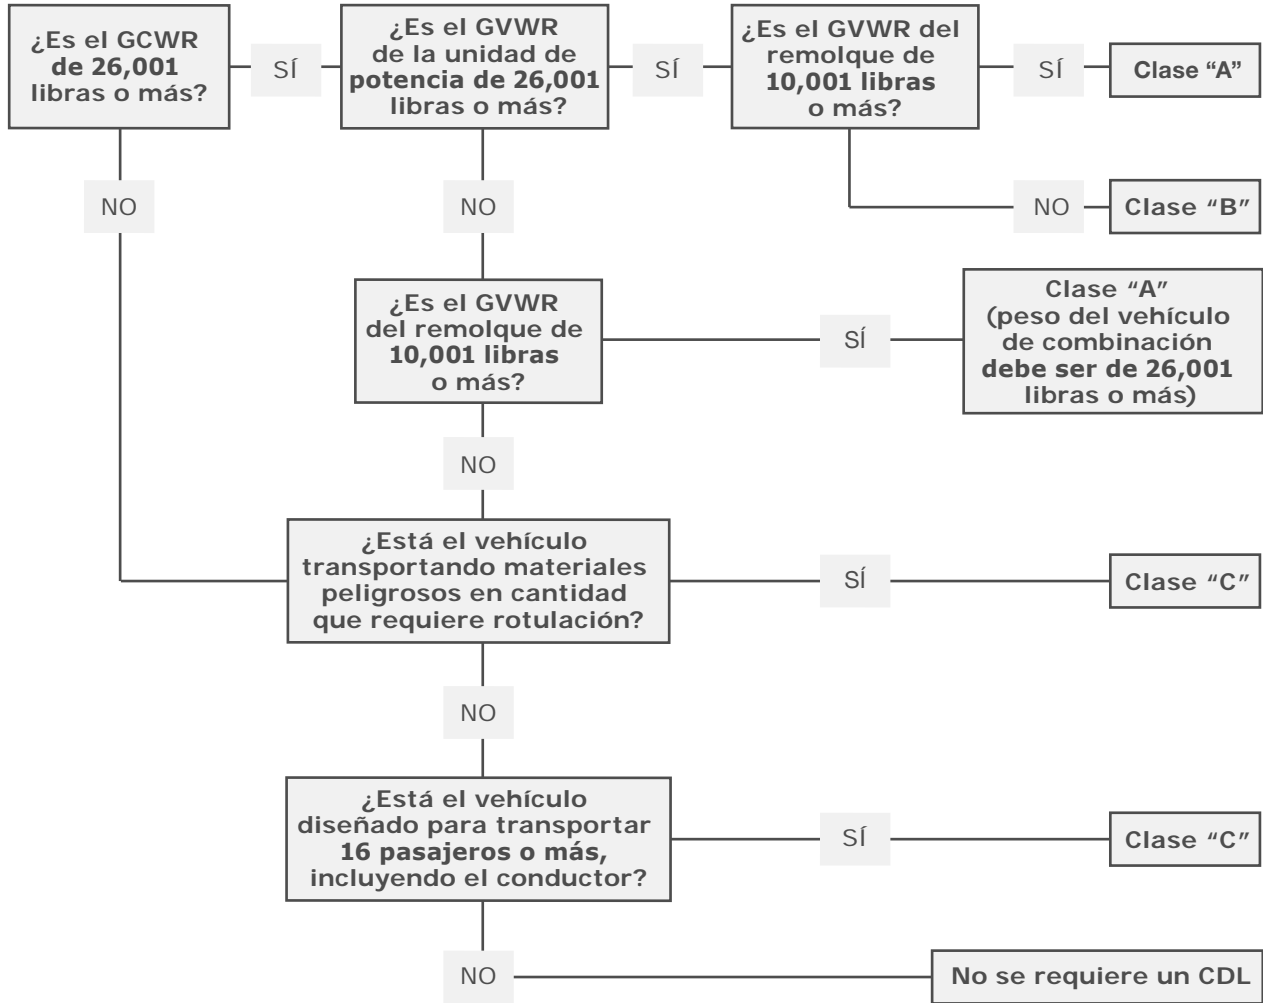 ¿Es el GCWR
de 26,001
libras o más?
SÍ
¿Es el GVWR
de la unidad de
potencia de 26,001
libras o más?
SÍ
¿Es el GVWR del
remolque de
10,001 libras
o más?
SÍ
Clase “A”
NO
NO
NO
Clase “B”
¿Es el GVWR
del remolque de
10,001 libras
o más?
SÍ
Clase “A”
(peso del vehículo
de combinación
debe ser de 26,001
libras o más)
NO
¿Está el vehículo
transportando materiales
peligrosos en cantidad
que requiere rotulación?
SÍ
Clase “C”
NO
¿Está el vehículo
diseñado para transportar
16 pasajeros o más,
incluyendo el conductor?
SÍ
Clase “C”
NO
No se requiere un CDL